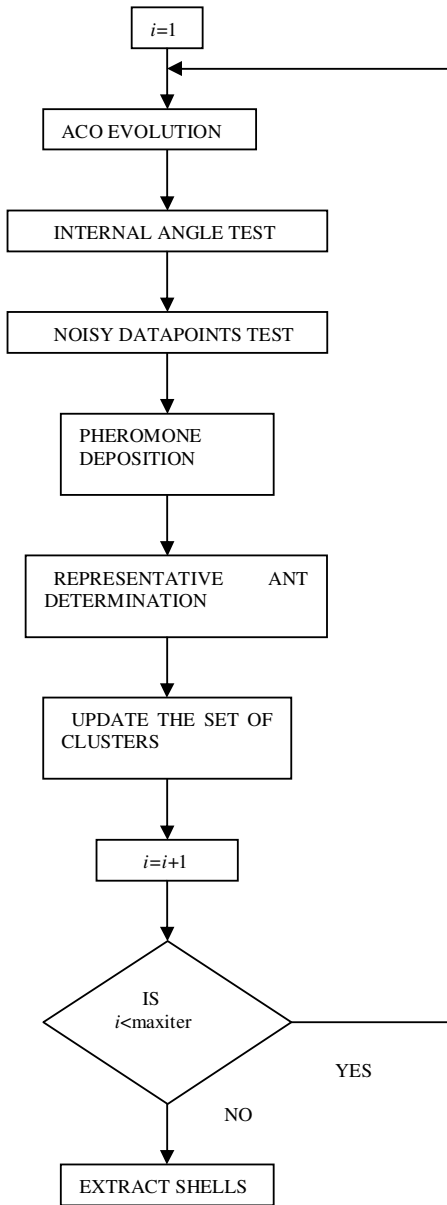 i=1
ACO EVOLUTION
INTERNAL ANGLE TEST
NOISY DATAPOINTS TEST
PHEROMONE
DEPOSITION
REPRESENTATIVE ANT
DETERMINATION
UPDATE THE SET OF
CLUSTERS
i=i+1
IS
i<maxiter
YES
NO
EXTRACT SHELLS